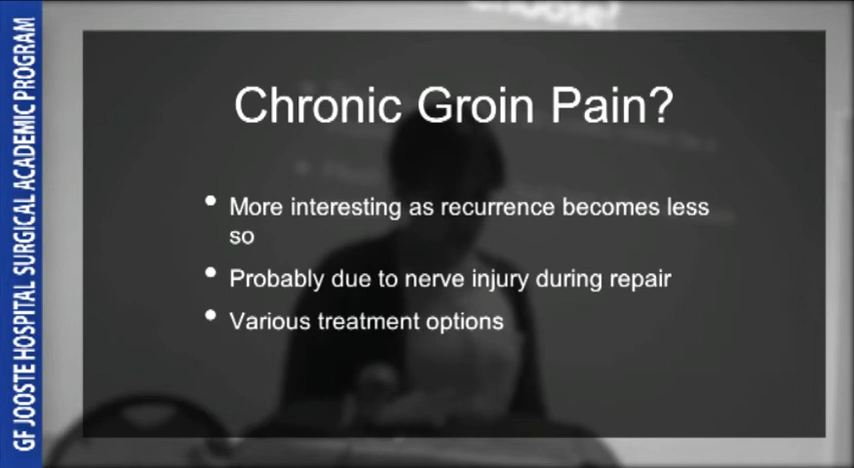 GF JOOSTE HOSPITAL SURGICAL ACADEMIC PROGRAM
Chronic Groin Pain?
• More interesting as recurrence becomes less
so
• Probably due to nerve injury during repair
• Various treatment options